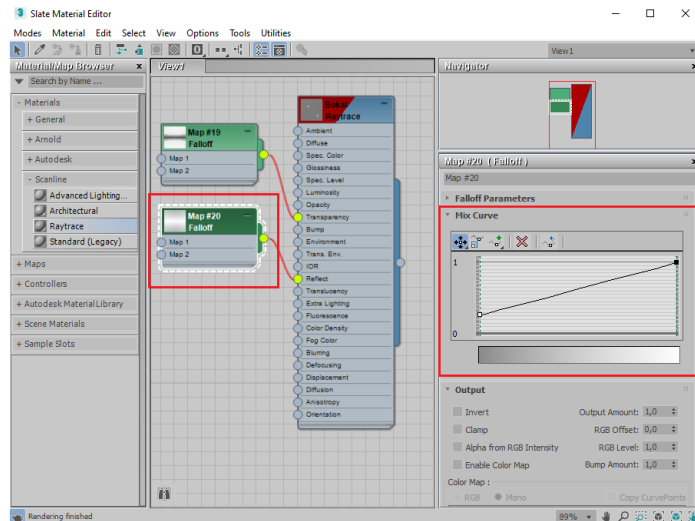 Slate Material Editor
Modes Material Edit Select View Options Tools Utilities
View1
Material/Map Browser
Search by Name ...
- Materials
+ General
+ Arnold
+ Autodesk
- Scanline
Advanced Lighting...
Architectural
Raytrace
Standard (Legacy)
+ Maps
+ Controllers
+ Autodesk Material Library
+ Scene Materials
+ Sample Slots
View1
Map #19
Falloff
Map 1
Map 2
Map #20
Falloff
Map 1
Map 2
Raytrace
Ambient
Diffuse
Spec. Color
Glossiness
Spec. Level
Luminosity
Opacity
Transparency
Bump
Environment
Trans. Env.
IOR
Reflect
Translucency
Extra Lighting
Fluorescence
Color Density
Fog Color
Bluring
Defocusing
Displacement
Diffusion
Anisotropy
Orientation
Navigator
Map #20 ( Falloff )
Map #20
Falloff Parameters
Mix Curve
1
0
Output
Invert Output Amount: 1,0
Clamp RGB Offset: 0,0
Alpha from RGB Intensity RGB Level: 1,0
Enable Color Map Bump Amount: 1,0
Color Map :
RGB Mono Copy CurvePoints
Rendering finished
89%